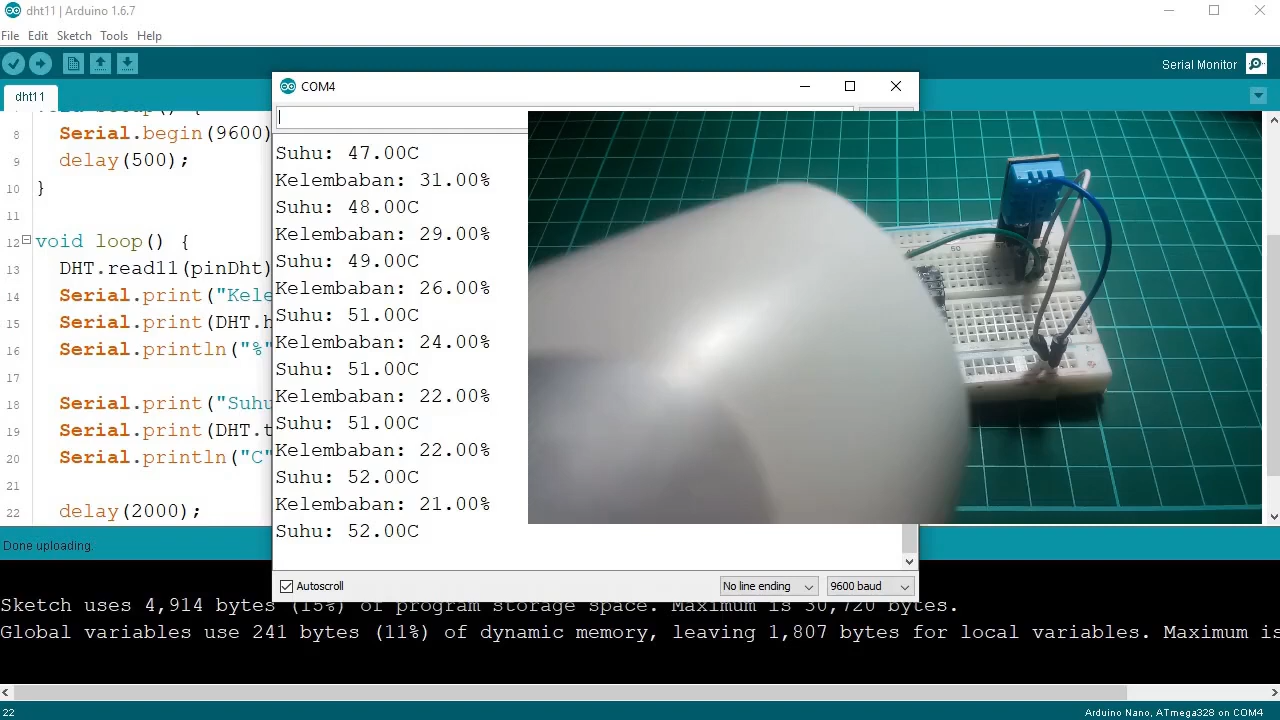 dht11 | Arduino 1.6.7
File Edit Sketch Tools Help
Serial Monitor
dht11
8 Serial.begin(9600)
9 delay(500);
10 }
11
12 void loop() {
13 DHT.read11(pinDht)
14 Serial.print("Kele
15 Serial.print(DHT.h
16 Serial.println("%"
17
18 Serial.print("Suhu
19 Serial.print(DHT.t
20 Serial.println("C"
21
22 delay(2000);
COM4
Suhu: 47.00C
Kelembaban: 31.00%
Suhu: 48.00C
Kelembaban: 29.00%
Suhu: 49.00C
Kelembaban: 26.00%
Suhu: 51.00C
Kelembaban: 24.00%
Suhu: 51.00C
Kelembaban: 22.00%
Suhu: 51.00C
Kelembaban: 22.00%
Suhu: 52.00C
Kelembaban: 21.00%
Suhu: 52.00C
Autoscroll
No line ending
9600 baud
Done uploading.
Sketch uses 4,914 bytes (15%) of program storage space. Maximum is 30,720 bytes.
Global variables use 241 bytes (11%) of dynamic memory, leaving 1,807 bytes for local variables. Maximum is
22
Arduino Nano, ATmega328 on COM4